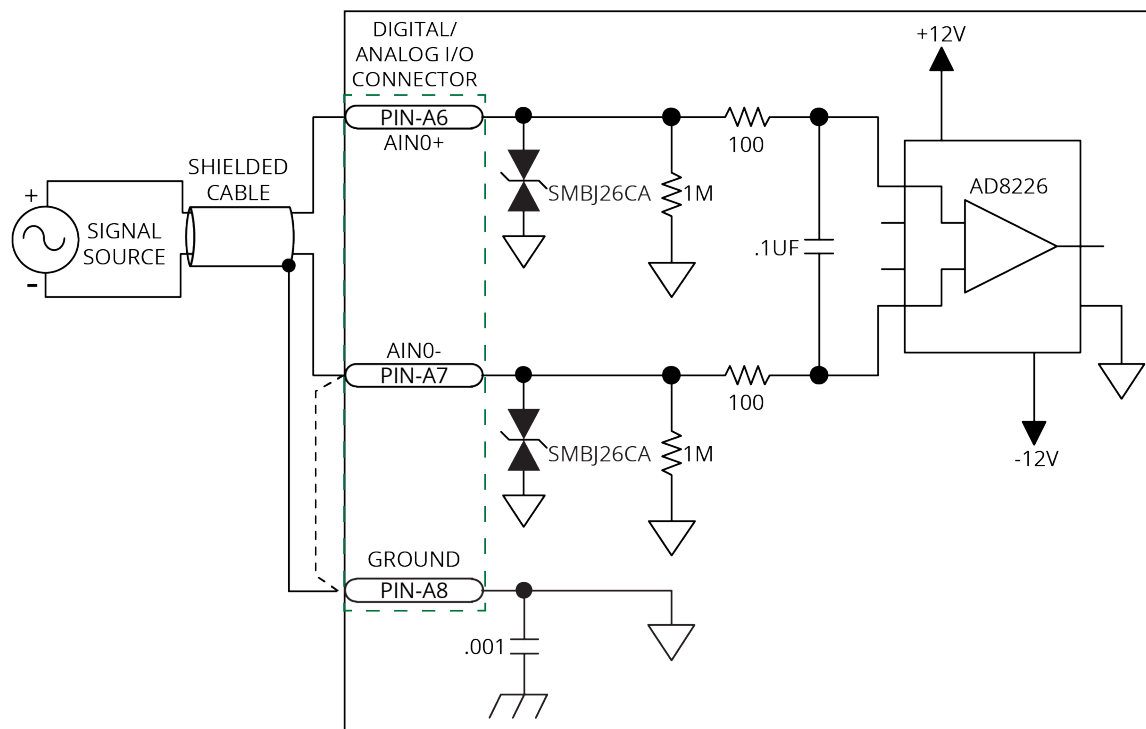 DIGITAL/
ANALOG I/O
CONNECTOR
+12V
PIN-A6
AIN0+
100
SHIELDED
CABLE
AD8226
+
SMBJ26CA
1M
SIGNAL
SOURCE
.1UF
-
AIN0-
PIN-A7
100
SMBJ26CA
1M
-12V
GROUND
PIN-A8
.001